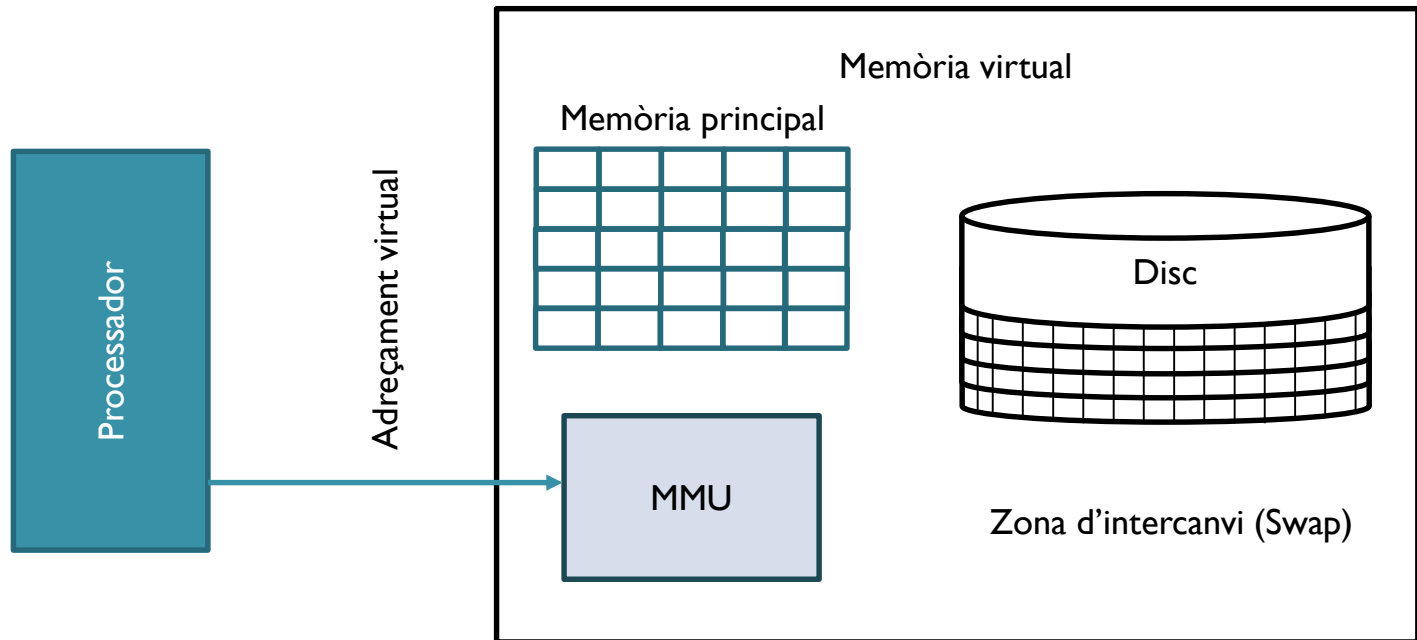 Memòria virtual
Memòria principal
Processador
Adreçament virtual
Disc
MMU
Zona d’intercanvi (Swap)